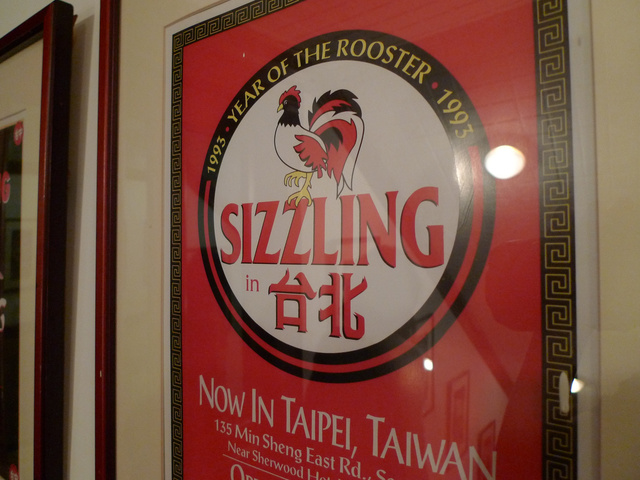 1993 · YEAR OF THE ROOSTER · 1993
SIZZLING
in 台北
NOW IN TAIPEI, TAIWAN
135 Min Sheng East Rd.,
Near Sherwood